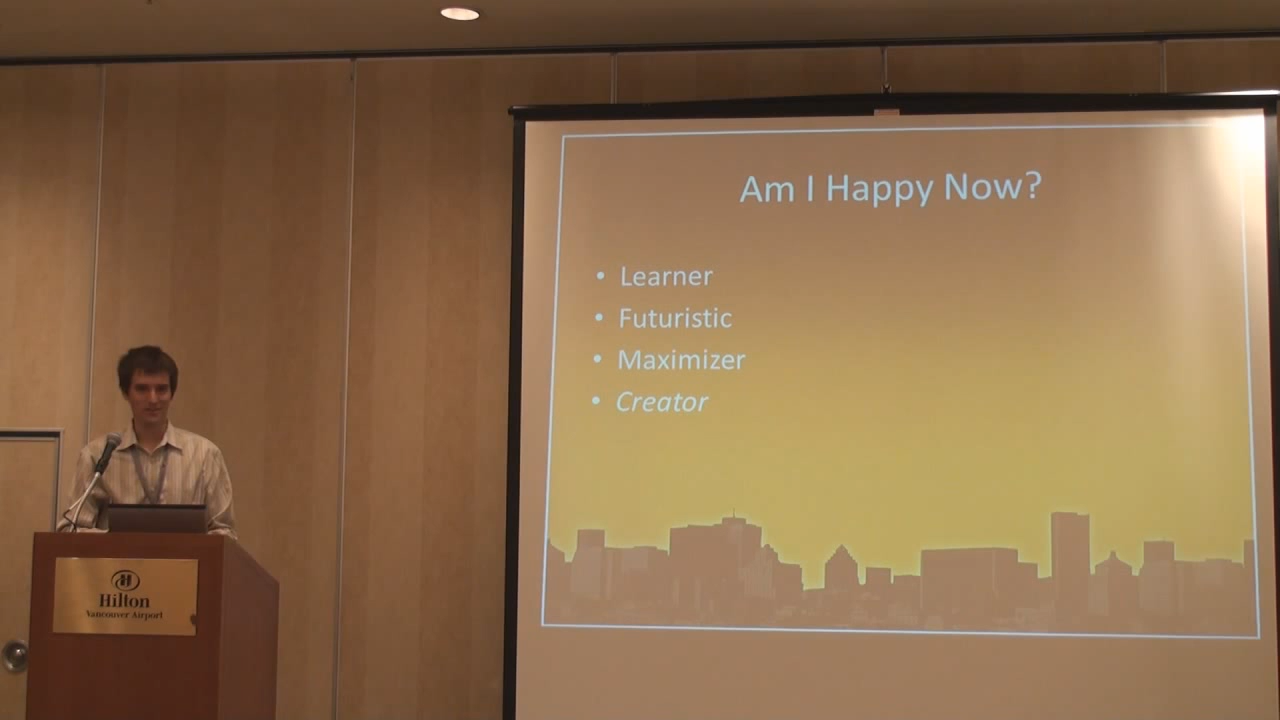 Am I Happy Now?
• Learner
• Futuristic
• Maximizer
• Creator
Hilton
Vancouver Airport